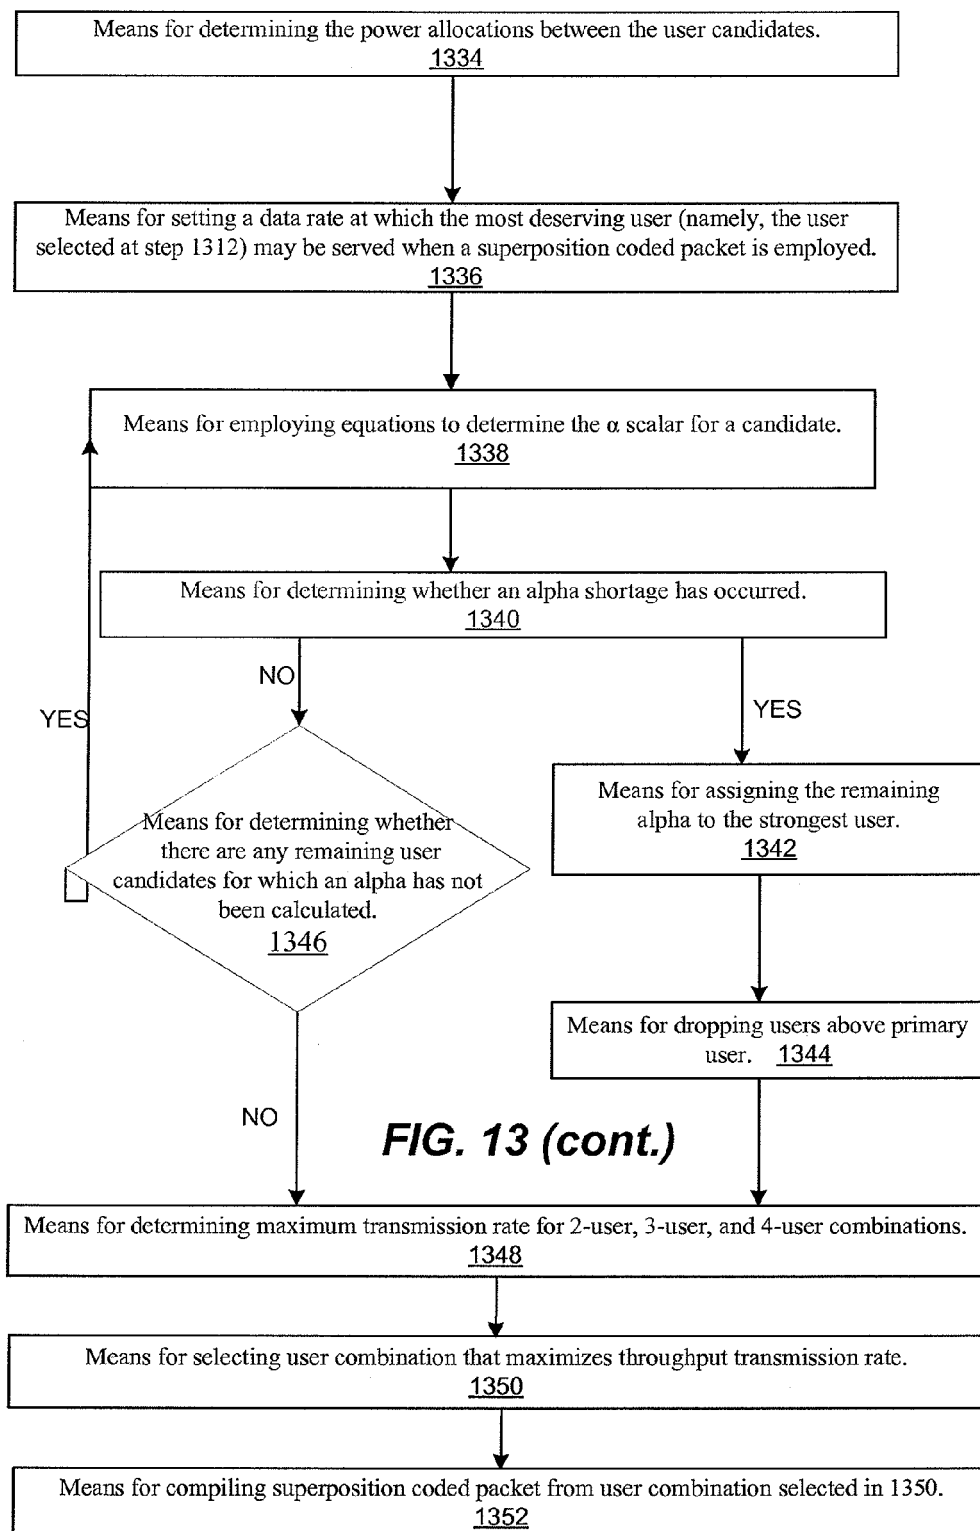 Means for determining the power allocations between the user candidates.
1334
Means for setting a data rate at which the most deserving user (namely, the user
selected at step 1312) may be served when a superposition coded packet is employed.
1336
Means for employing equations to determine the α scalar for a candidate.
1338
Means for determining whether an alpha shortage has occurred.
1340
NO
YES
YES
Means for assigning the remaining
alpha to the strongest user.
1342
Means for determining whether
there are any remaining user
candidates for which an alpha has not
been calculated.
1346
Means for dropping users above primary
user. 1344
NO
FIG. 13 (cont.)
Means for determining maximum transmission rate for 2-user, 3-user, and 4-user combinations.
1348
Means for selecting user combination that maximizes throughput transmission rate.
1350
Means for compiling superposition coded packet from user combination selected in 1350.
1352